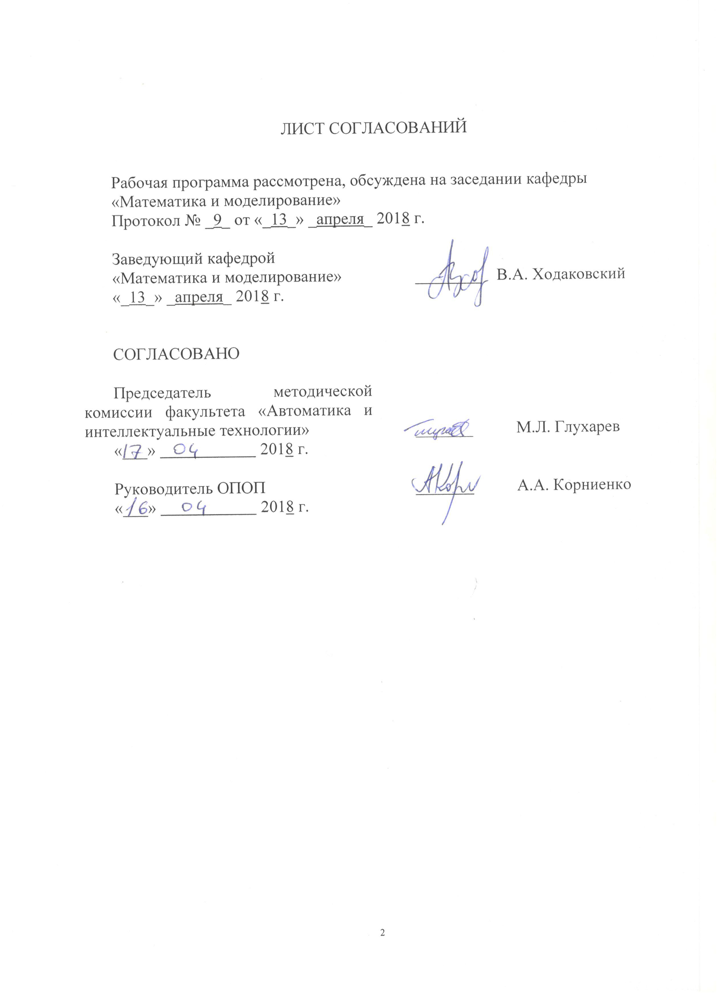 ЛИСТ СОГЛАСОВАНИЙ
Рабочая программа рассмотрена, обсуждена на заседании кафедры
«Математика и моделирование»
Протокол № _9_ от «_13_» _апреля_ 2018 г.
Заведующий кафедрой
«Математика и моделирование» В.А. Ходаковский
«_13_» _апреля_ 2018 г.
СОГЛАСОВАНО
Председатель методической
комиссии факультета «Автоматика и
интеллектуальные технологии» М.Л. Глухарев
«17» 04 2018 г.
Руководитель ОПОП А.А. Корниенко
«16» 04 2018 г.
2